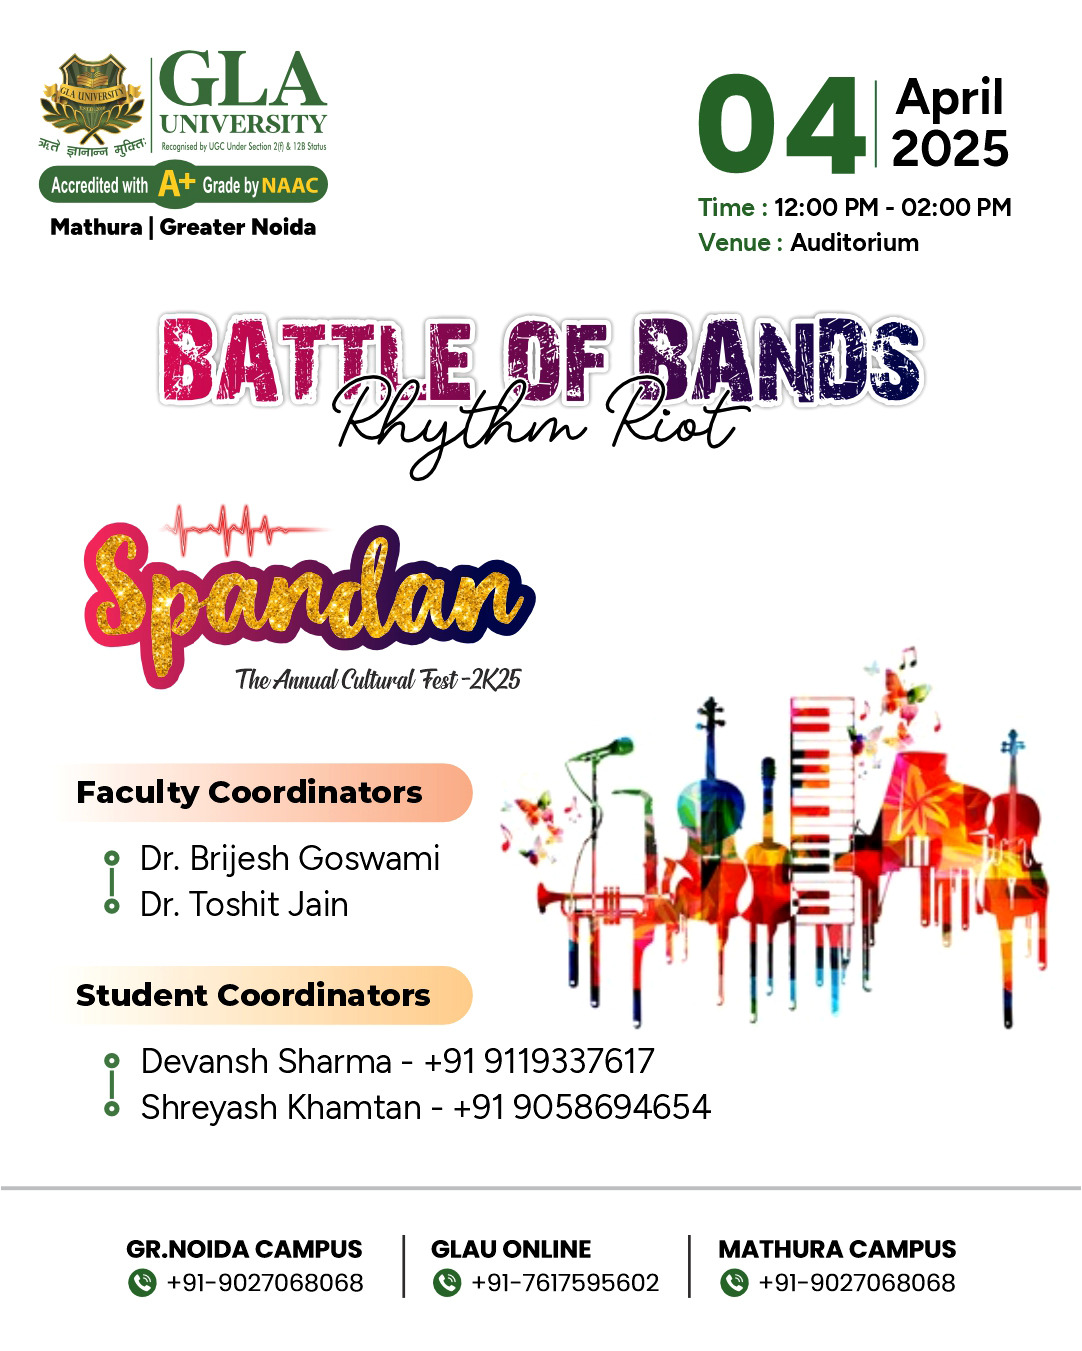 GLA UNIVERSITY
ऋते ज्ञानान्न मुक्तिः
GLA
UNIVERSITY
Recognised by UGC Under Section 2(f) & 12B Status
Accredited with A+ Grade by NAAC
Mathura | Greater Noida
04 April
2025
Time : 12:00 PM - 02:00 PM
Venue : Auditorium
BATTLE OF BANDS
Rhythm Riot
Spandan
The Annual Cultural Fest -2K25
Faculty Coordinators
Dr. Brijesh Goswami
Dr. Toshit Jain
Student Coordinators
Devansh Sharma - +91 9119337617
Shreyash Khamtan - +91 9058694654
GR.NOIDA CAMPUS
+91-9027068068
GLAU ONLINE
+91-7617595602
MATHURA CAMPUS
+91-9027068068